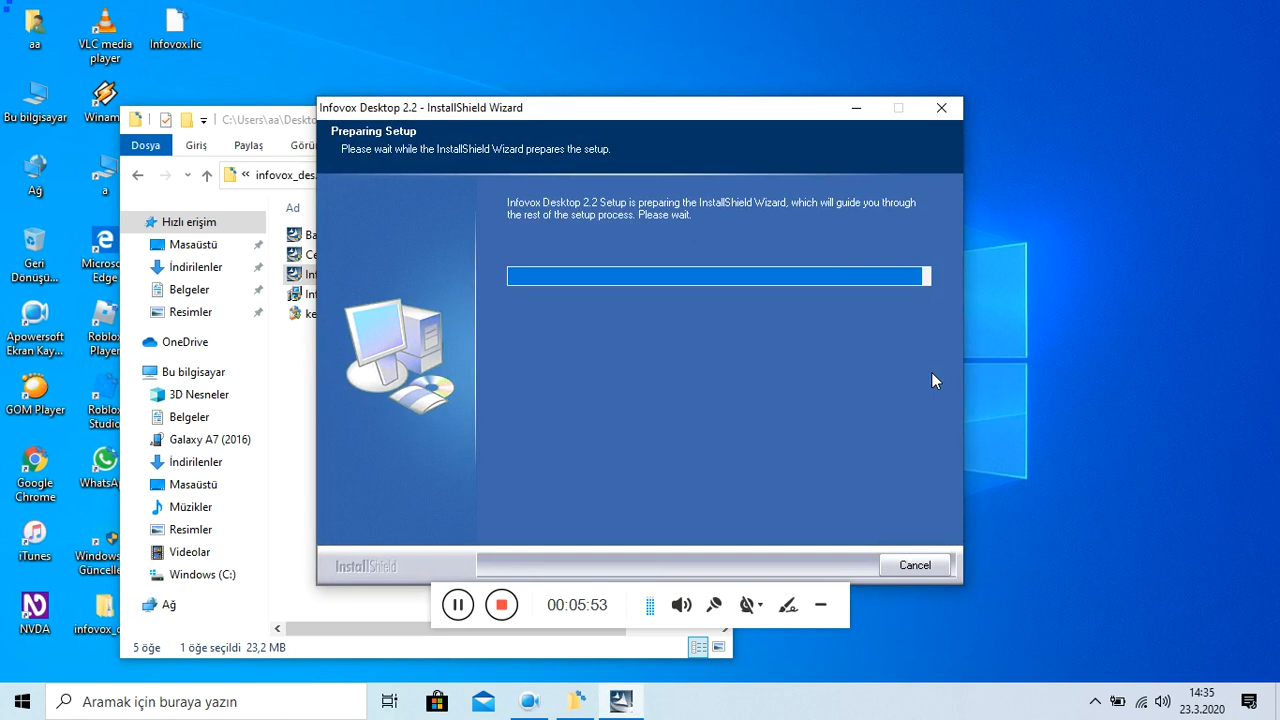 aa
VLC media
player
Infovox.lic
Bu bilgisayar
Winam
Ağ
a
Geri
Dönüşü...
Microso
Edge
Apowersoft
Ekran Kay...
Roblox
Player
GOM Player
Roblox
Studio
Google
Chrome
WhatsA
iTunes
Windows
Güncelle
NVDA
infovox_d
C:\Users\aa\Deskto
Dosya
Giriş
Paylaş
Görü
infovox_des
Ad
Hızlı erişim
Masaüstü
İndirilenler
Belgeler
Resimler
OneDrive
Bu bilgisayar
3D Nesneler
Belgeler
Galaxy A7 (2016)
İndirilenler
Masaüstü
Müzikler
Resimler
Videolar
Windows (C:)
Ağ
Ba
Ce
Inf
Inf
ke
5 öğe
1 öğe seçildi 23,2 MB
Infovox Desktop 2.2 - InstallShield Wizard
Preparing Setup
Please wait while the InstallShield Wizard prepares the setup.
Infovox Desktop 2.2 Setup is preparing the InstallShield Wizard, which will guide you through
the rest of the setup process. Please wait.
InstallShield
Cancel
00:05:53
Aramak için buraya yazın
14:35
23.3.2020